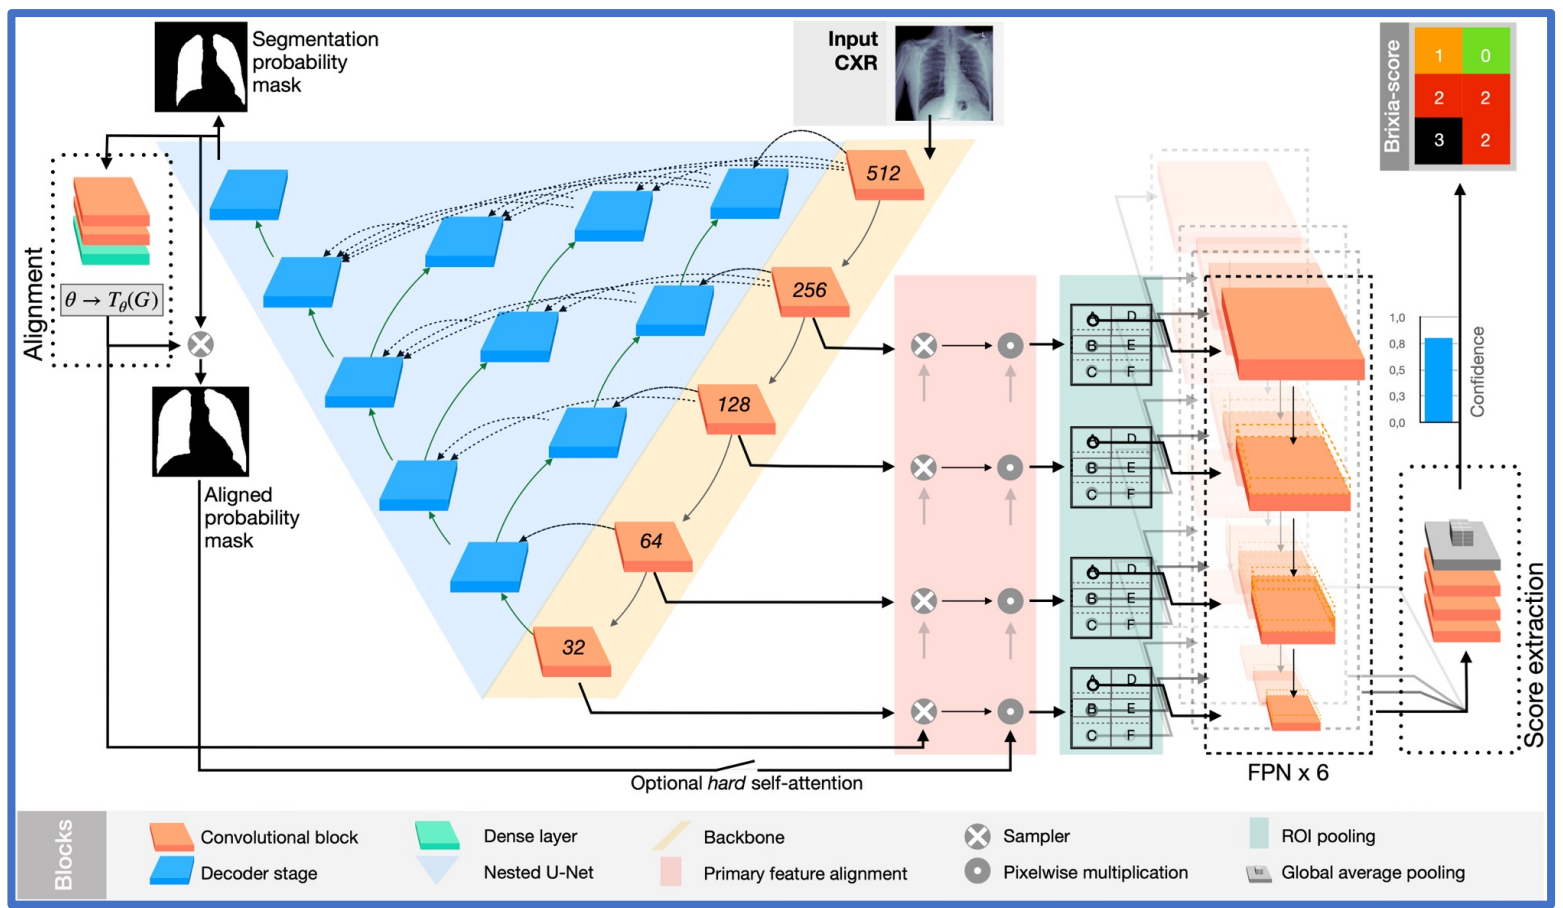 Segmentation
probability
mask
Input
CXR
L
Brixia-score
1 0
2 2
3 2
Alignment
θ → Tθ(G)
512
256
128
64
32
A D
B E
C F
A D
B E
C F
A D
B E
C F
A D
B E
C F
1,0
0,8
0,5
0,3
0,0
Confidence
Aligned
probability
mask
Score extraction
FPN x 6
Optional hard self-attention
Blocks
Convolutional block
Dense layer
Backbone
Sampler
ROI pooling
Decoder stage
Nested U-Net
Primary feature alignment
Pixelwise multiplication
Global average pooling